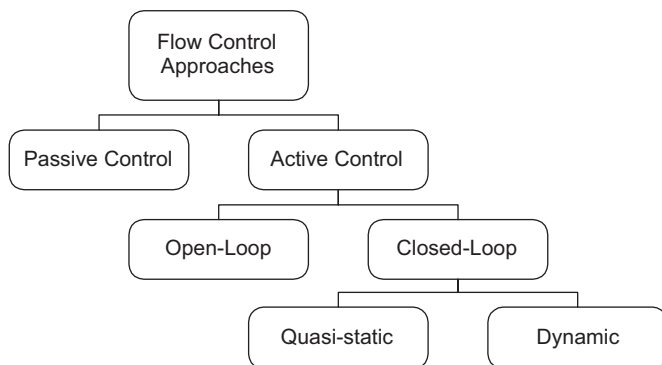 Flow Control
Approaches
Passive Control
Active Control
Open-Loop
Closed-Loop
Quasi-static
Dynamic